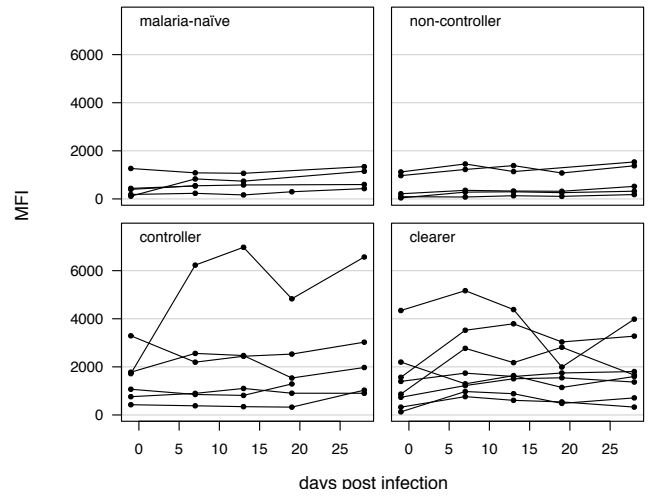 malaria-naïve non-controller
6000
4000
2000
0
MFI
controller clearer
6000
4000
2000
0
0 5 10 15 20 25 0 5 10 15 20 25
days post infection